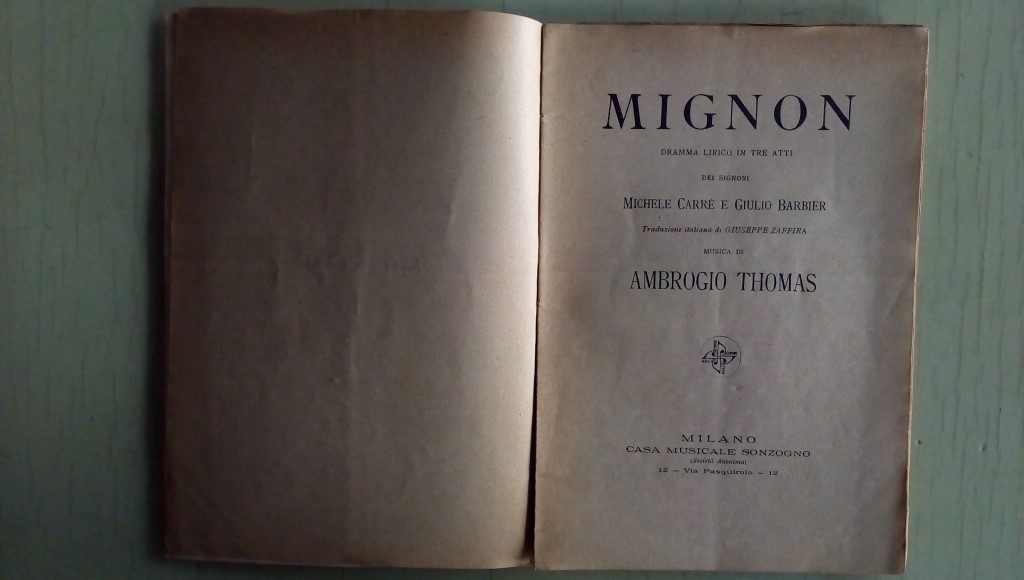 MIGNON
DRAMMA LIRICO IN TRE ATTI
DEI SIGNORI
MICHELE CARRÉ E GIULIO BARBIER
Traduzione italiana di GIUSEPPE ZAFFIRA
MUSICA DI
AMBROGIO THOMAS
MILANO
CASA MUSICALE SONZOGNO
(Società Anonima)
12 — Via Pasquirolo — 12